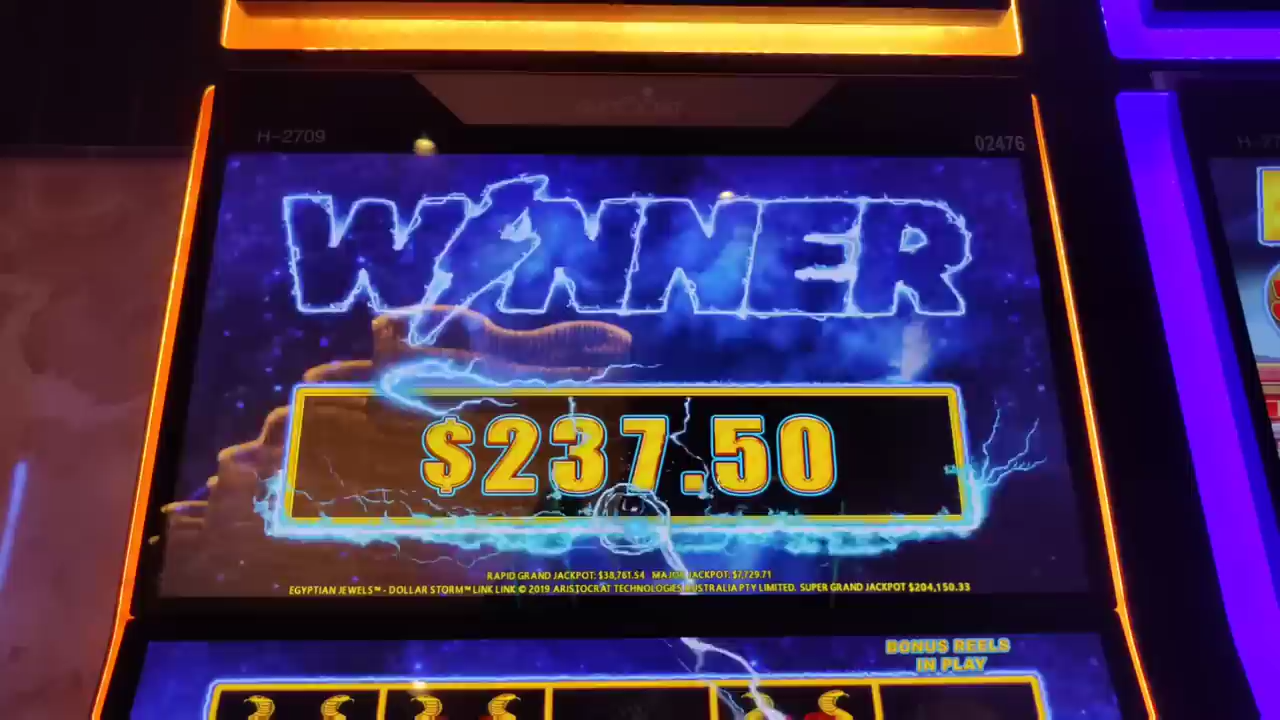 H-2709
02476
WINNER
$237.50
RAPID GRAND JACKPOT: $38,761.54 MAJOR JACKPOT: $7,729.71
EGYPTIAN JEWELS™ - DOLLAR STORM™ LINK LINK © 2019 ARISTOCRAT TECHNOLOGIES AUSTRALIA PTY LIMITED. SUPER GRAND JACKPOT $204,150.33
BONUS REELS
IN PLAY